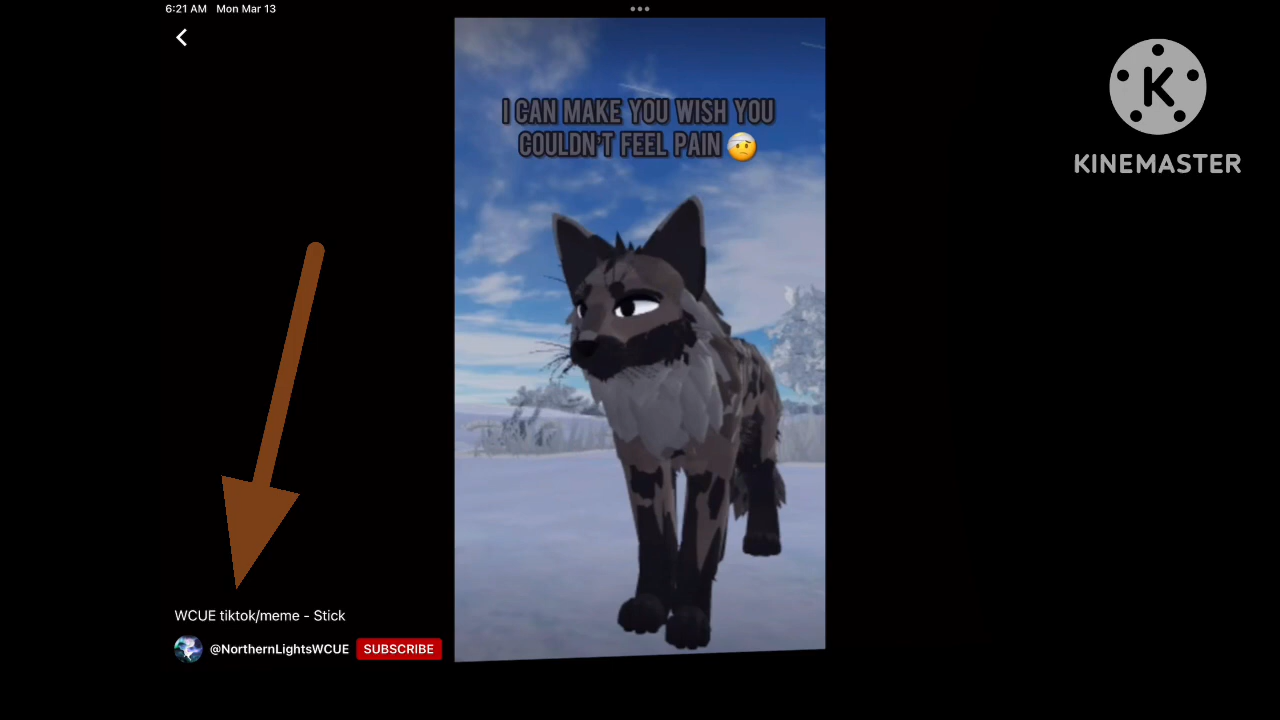 6:21 AM Mon Mar 13
I CAN MAKE YOU WISH YOU
COULDN'T FEEL PAIN 🤕
K
KINEMASTER
WCUE tiktok/meme - Stick
@NorthernLightsWCUE SUBSCRIBE